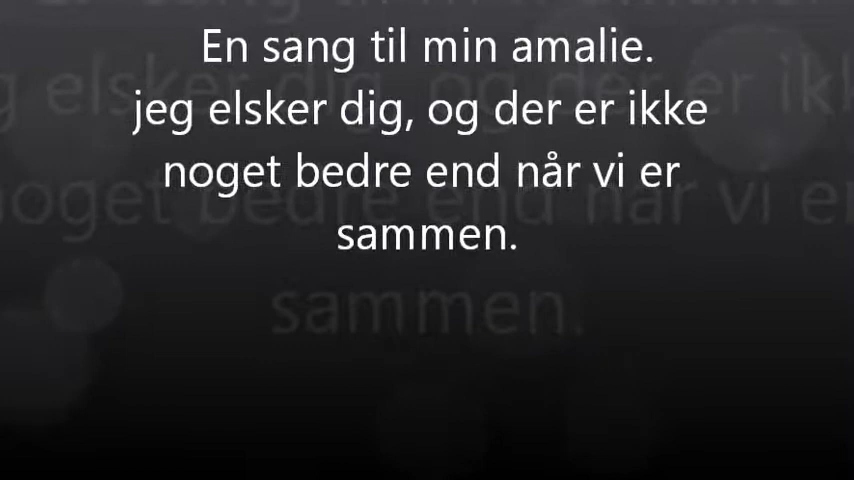 En sang til min amalie.
jeg elsker dig, og der er ikke
noget bedre end når vi er
sammen.